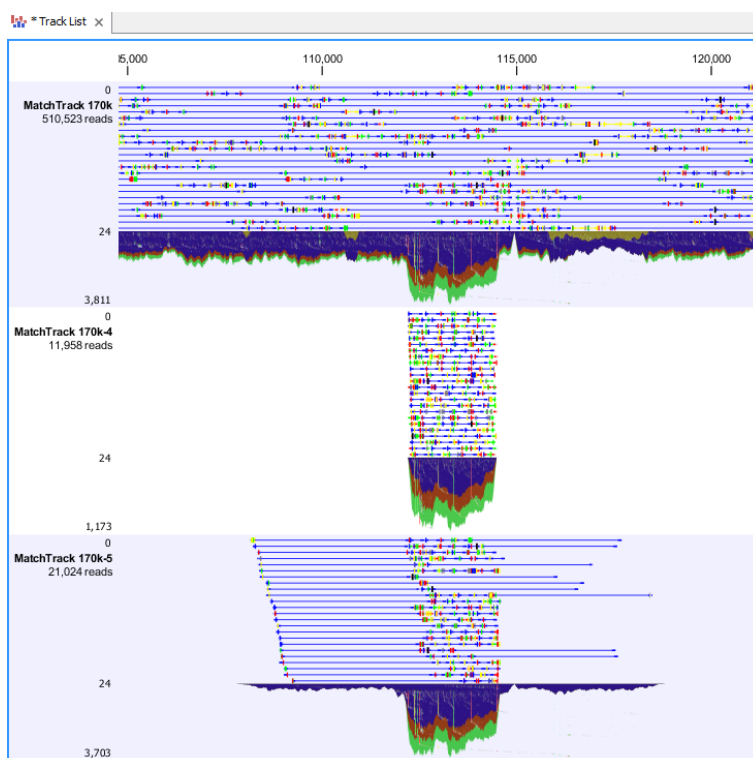 * Track List ×
5,000 110,000 115,000 120,000
0
MatchTrack 170k
510,523 reads
24
3,811
0
MatchTrack 170k-4
11,958 reads
24
1,173
0
MatchTrack 170k-5
21,024 reads
24
3,703